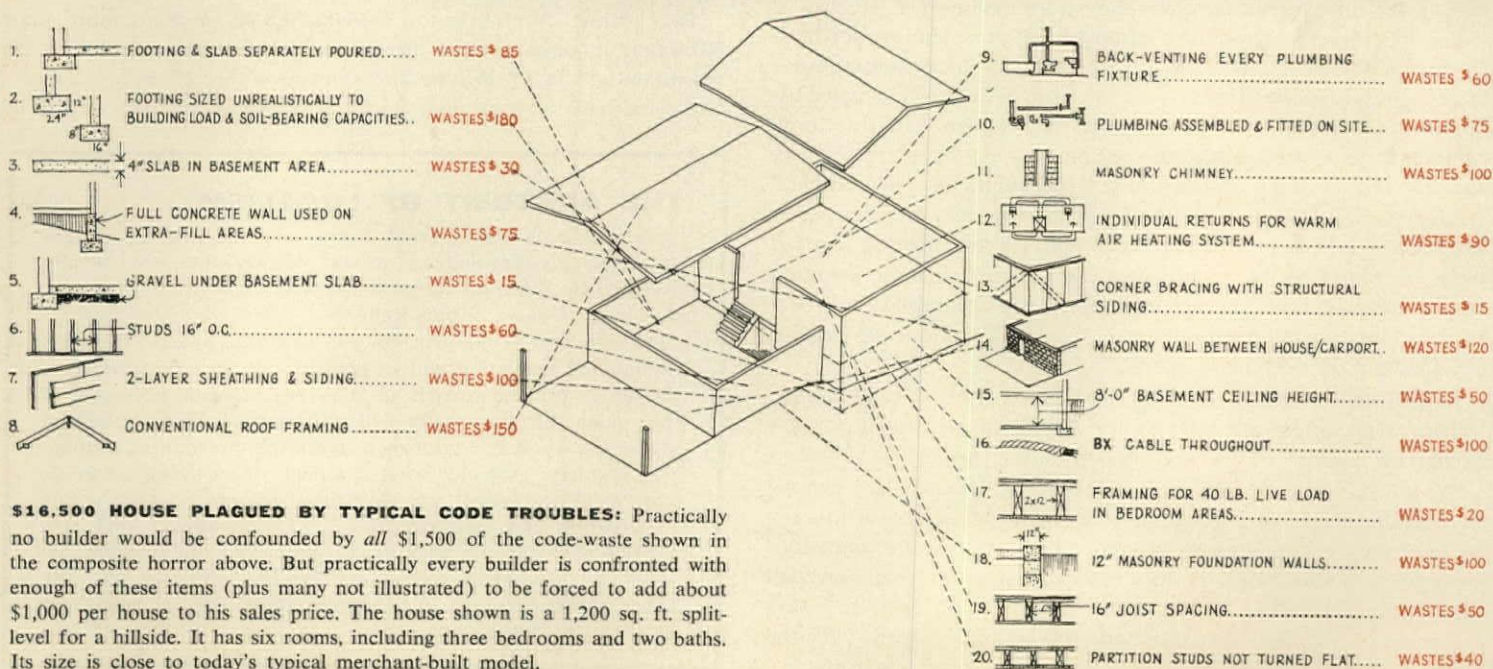 1. FOOTING & SLAB SEPARATELY POURED...... WASTES $85
2. 12" 24" 8" 16" FOOTING SIZED UNREALISTICALLY TO
BUILDING LOAD & SOIL-BEARING CAPACITIES.. WASTES $180
3. 4" SLAB IN BASEMENT AREA.............. WASTES $30
4. FULL CONCRETE WALL USED ON
EXTRA-FILL AREAS.................... WASTES $75
5. GRAVEL UNDER BASEMENT SLAB.... WASTES $15
6. STUDS 16" O.C......................... WASTES $60
7. 2-LAYER SHEATHING & SIDING......... WASTES $100
8. CONVENTIONAL ROOF FRAMING.......... WASTES $150
9. BACK-VENTING EVERY PLUMBING
FIXTURE............................ WASTES $60
10. PLUMBING ASSEMBLED & FITTED ON SITE... WASTES $75
11. MASONRY CHIMNEY...................... WASTES $100
12. INDIVIDUAL RETURNS FOR WARM
AIR HEATING SYSTEM................... WASTES $90
13. CORNER BRACING WITH STRUCTURAL
SIDING............................... WASTES $15
14. MASONRY WALL BETWEEN HOUSE/CARPORT.. WASTES $120
15. 8'-0" BASEMENT CEILING HEIGHT........ WASTES $50
16. BX CABLE THROUGHOUT.................. WASTES $100
17. 2x12 FRAMING FOR 40 LB. LIVE LOAD
IN BEDROOM AREAS..................... WASTES $20
18. 12" 12" MASONRY FOUNDATION WALLS....... WASTES $100
19. 16" JOIST SPACING.................... WASTES $50
20. PARTITION STUDS NOT TURNED FLAT.... WASTES $40
$16,500 HOUSE PLAGUED BY TYPICAL CODE TROUBLES: Practically
no builder would be confounded by all $1,500 of the code-waste shown in
the composite horror above. But practically every builder is confronted with
enough of these items (plus many not illustrated) to be forced to add about
$1,000 per house to his sales price. The house shown is a 1,200 sq. ft. split-
level for a hillside. It has six rooms, including three bedrooms and two baths.
Its size is close to today's typical merchant-built model.